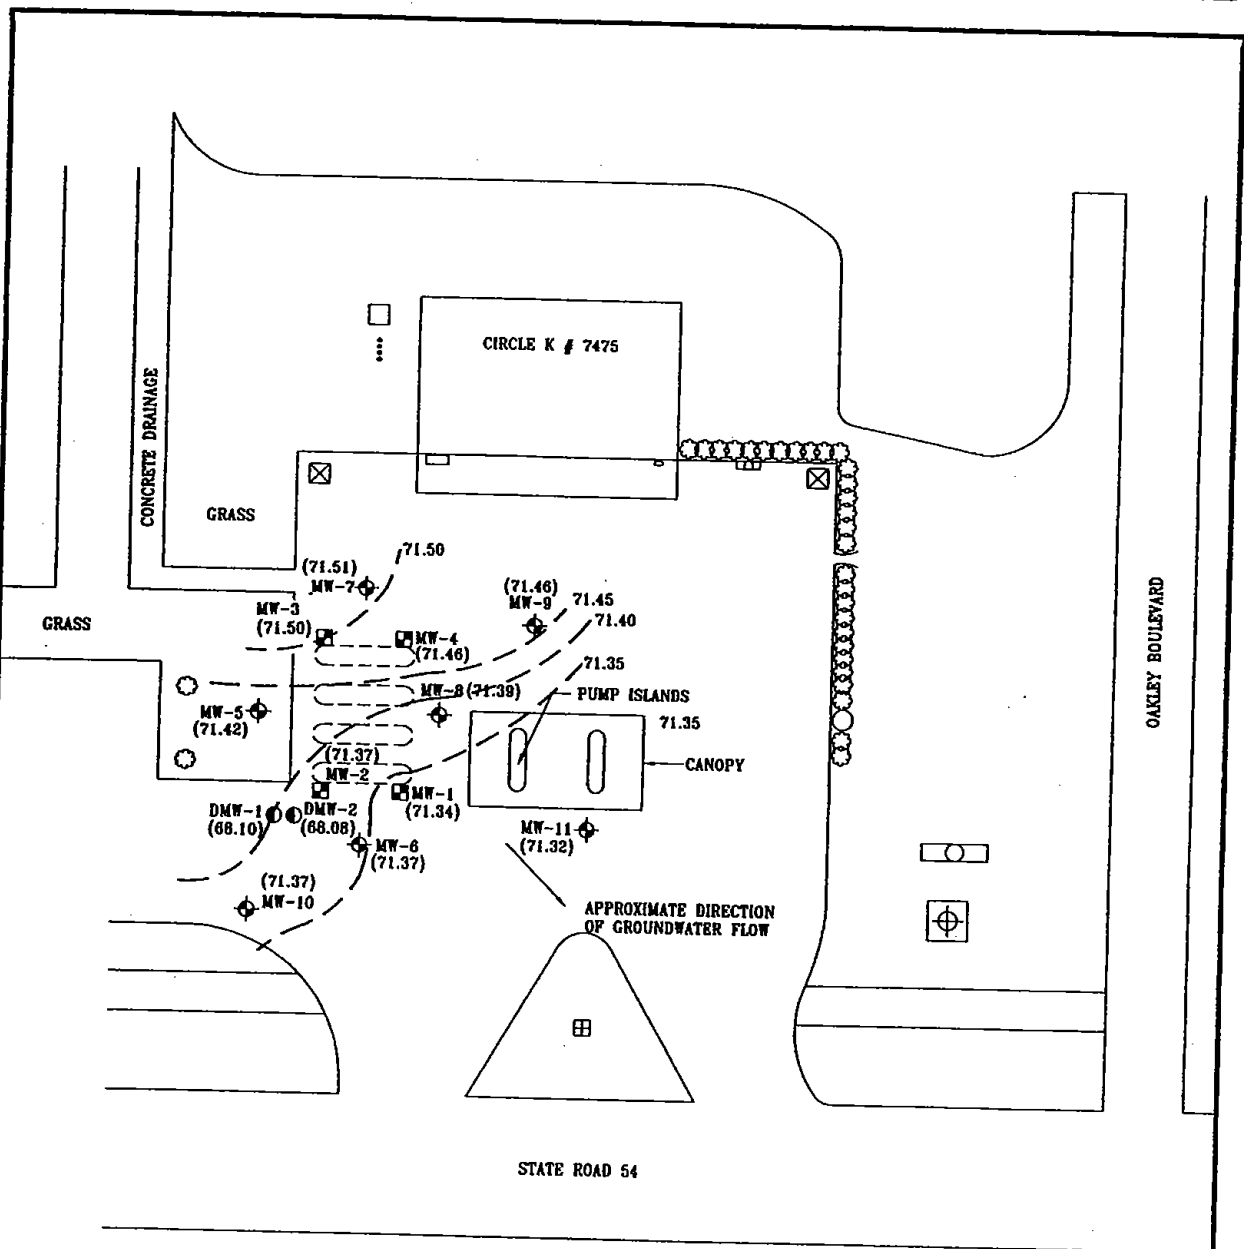 CIRCLE K # 7475
CONCRETE DRAINAGE
GRASS
71.50
(71.51)
MW-7
(71.46)
MW-9
71.45
MW-3
(71.50)
71.40
GRASS
MW-4
(71.46)
71.35
MW-8 (71.39)
PUMP ISLANDS
MW-5
(71.42)
71.35
OAKLEY BOULEVARD
(71.37)
MW-2
CANOPY
MW-1
(71.34)
DMW-1
(68.10)
DMW-2
(68.08)
MW-11
(71.32)
MW-6
(71.37)
(71.37)
MW-10
APPROXIMATE DIRECTION
OF GROUNDWATER FLOW
STATE ROAD 54